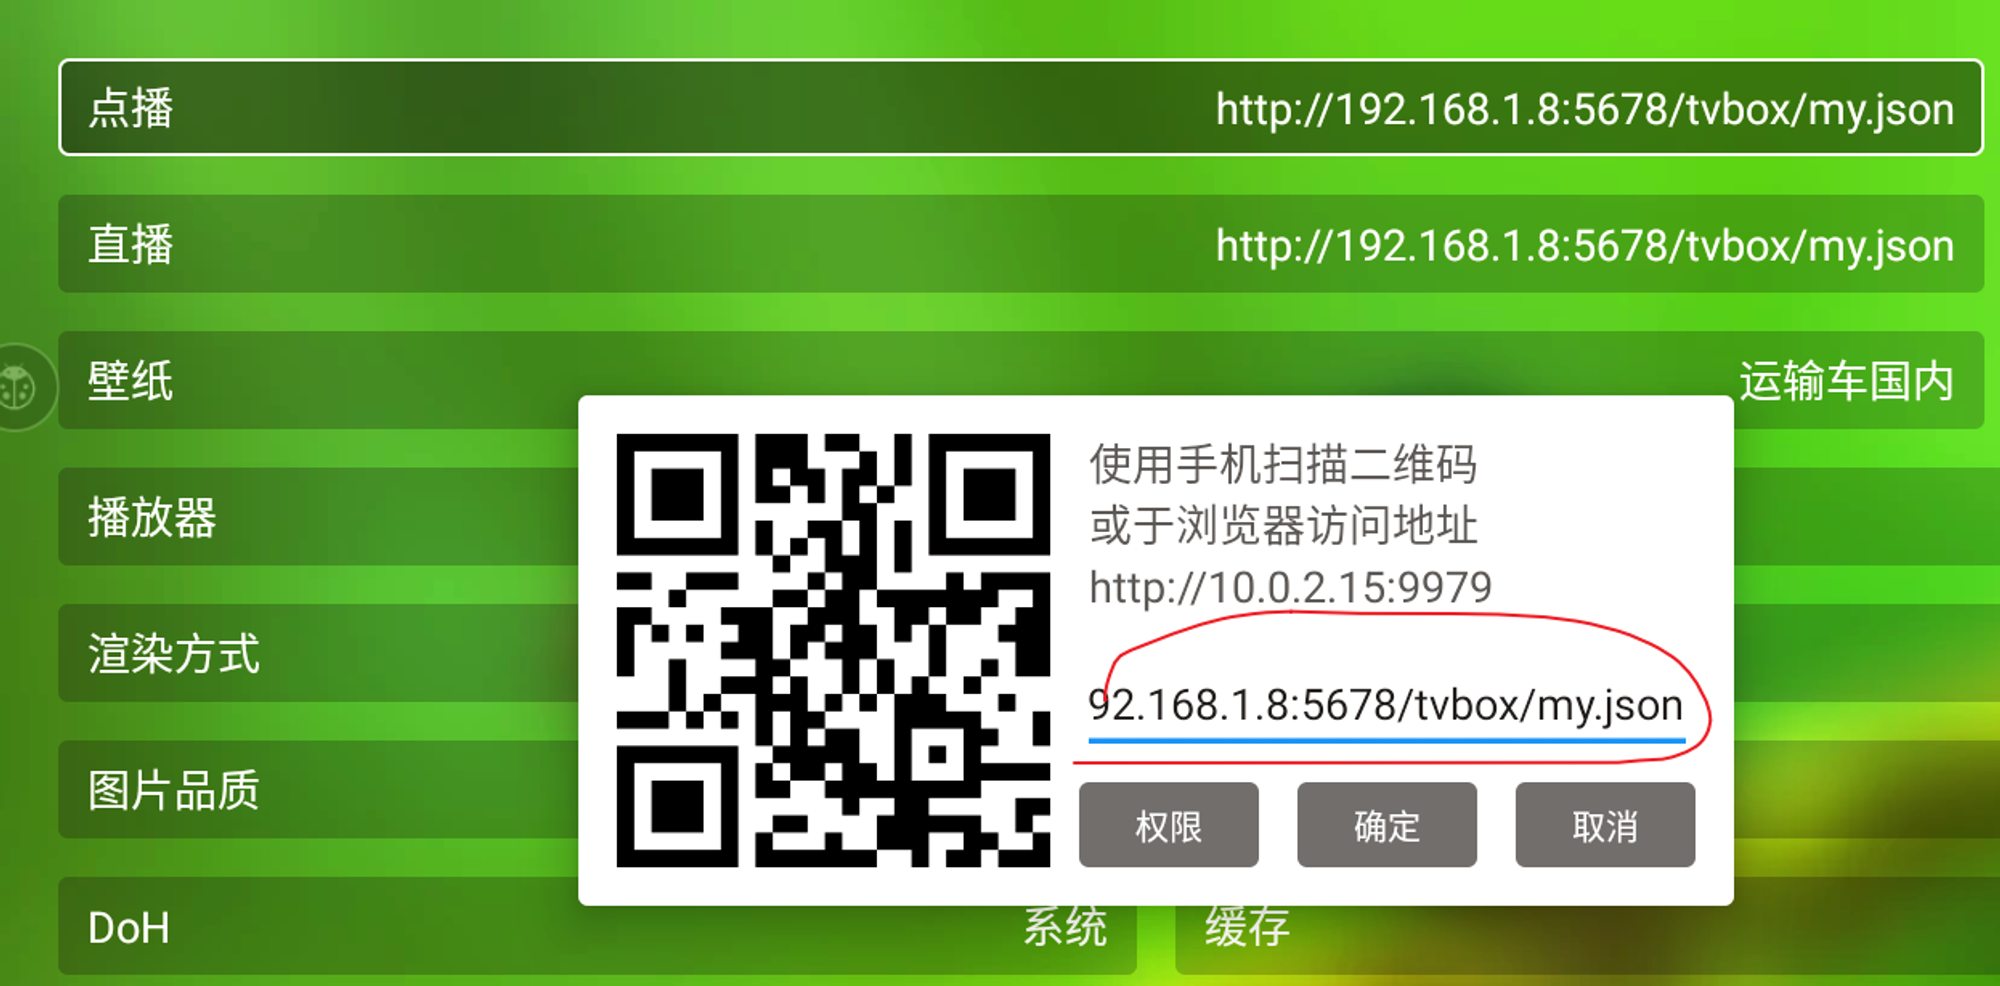 点播
http://192.168.1.8:5678/tvbox/my.json
直播
http://192.168.1.8:5678/tvbox/my.json
壁纸
运输车国内
播放器
渲染方式
图片品质
使用手机扫描二维码
或于浏览器访问地址
http://10.0.2.15:9979
92.168.1.8:5678/tvbox/my.json
权限
确定
取消
DoH
系统
缓存